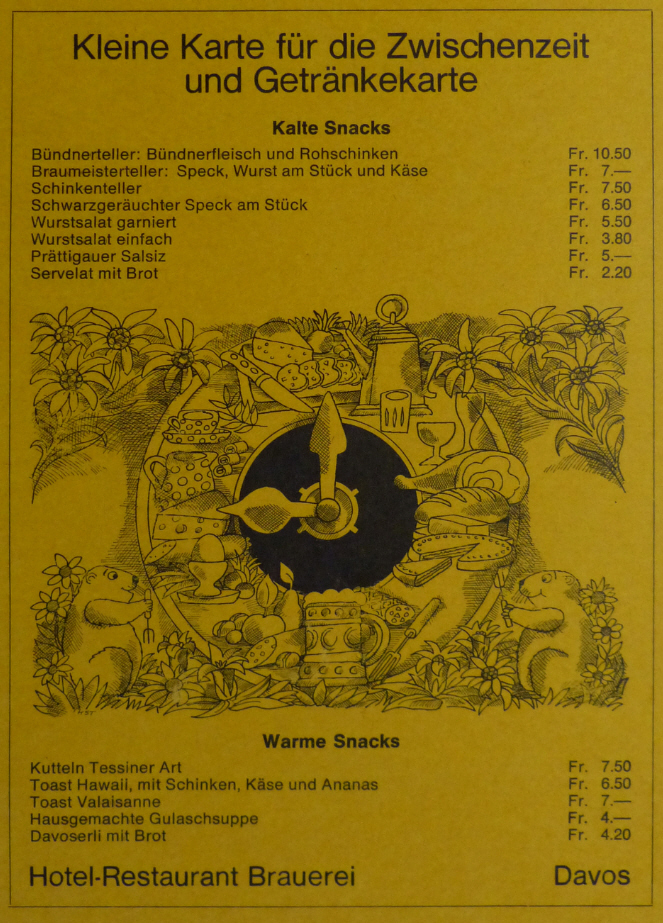 Kleine Karte für die Zwischenzeit
und Getränkekarte
Kalte Snacks
Bündnerteller: Bündnerfleisch und Rohschinken Fr. 10.50
Braumeisterteller: Speck, Wurst am Stück und Käse Fr. 7.—
Schinkenteller Fr. 7.50
Schwarzgeräuchter Speck am Stück Fr. 6.50
Wurstsalat garniert Fr. 5.50
Wurstsalat einfach Fr. 3.80
Prättigauer Salsiz Fr. 5.—
Servelat mit Brot Fr. 2.20
Warme Snacks
Kutteln Tessiner Art Fr. 7.50
Toast Hawaii, mit Schinken, Käse und Ananas Fr. 6.50
Toast Valaisanne Fr. 7.—
Hausgemachte Gulaschsuppe Fr. 4.—
Davoserli mit Brot Fr. 4.20
Hotel-Restaurant Brauerei Davos